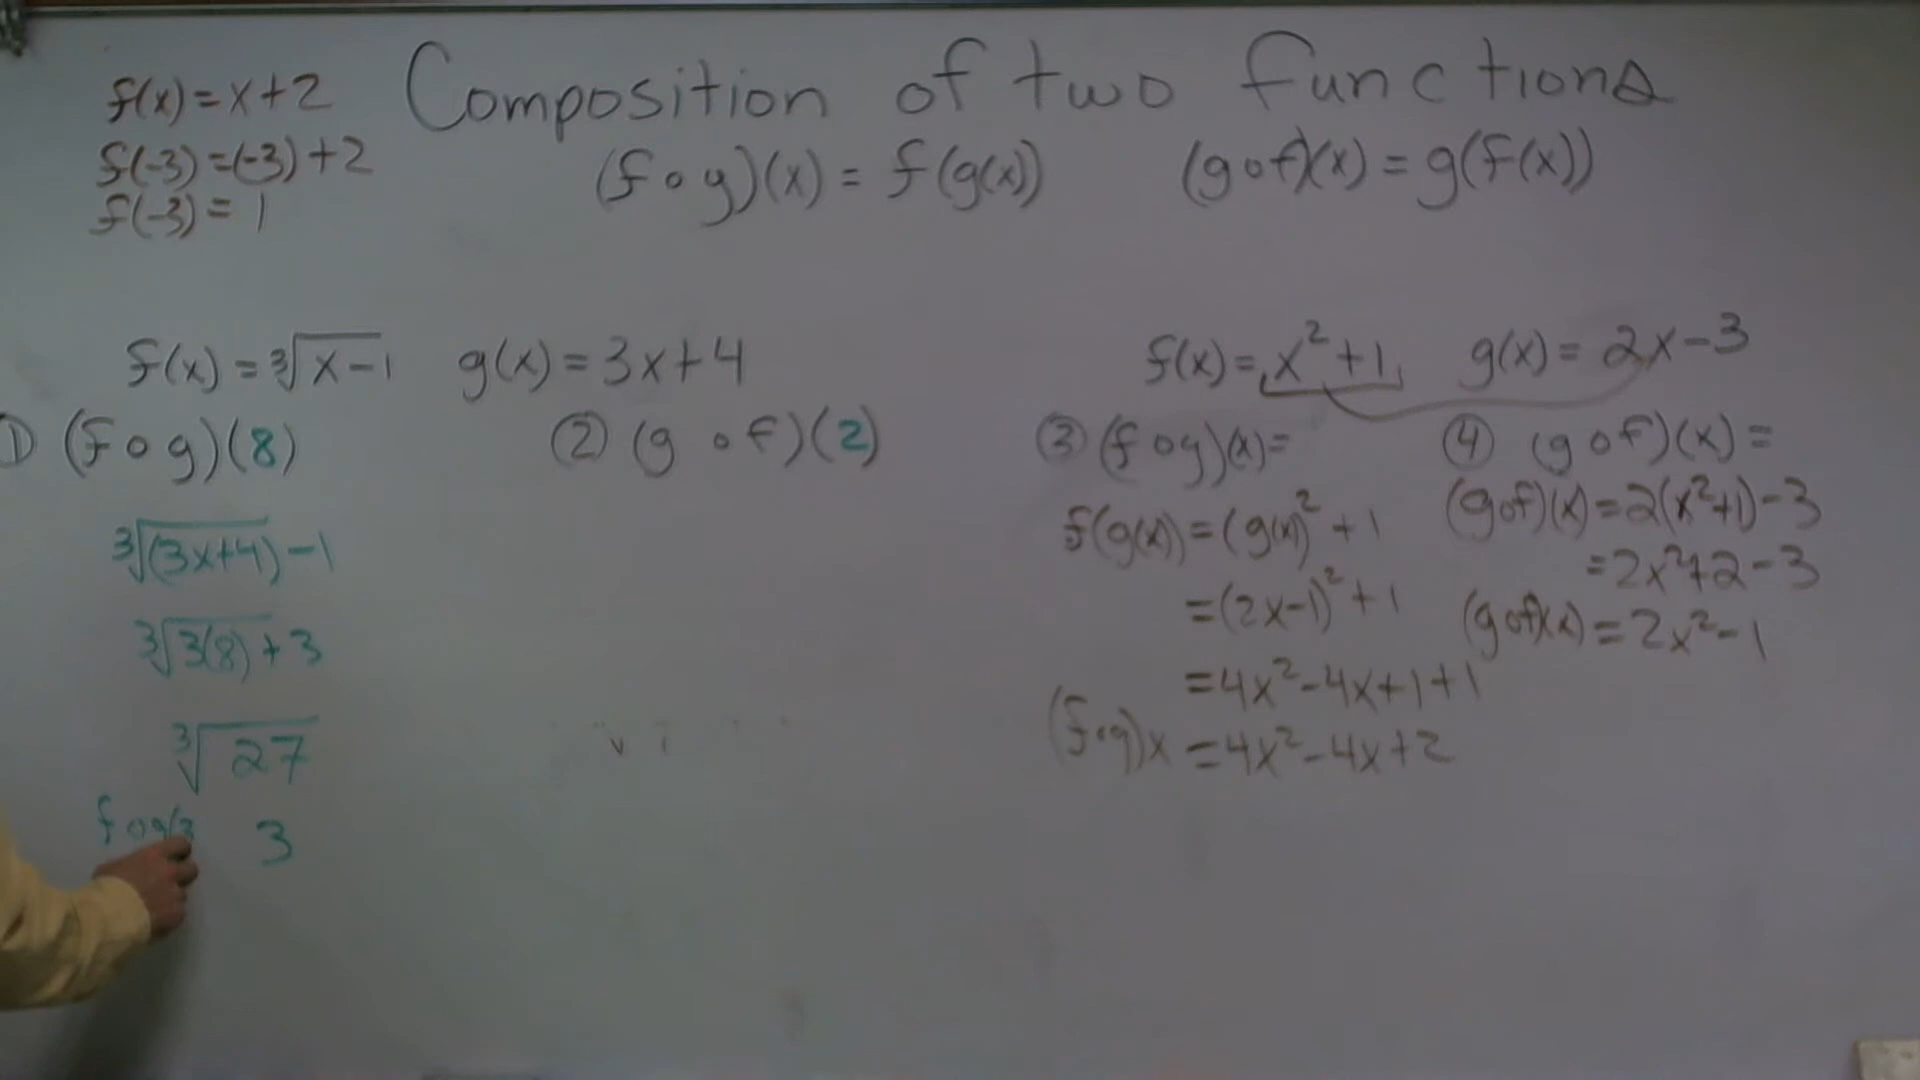 Composition of two functions
f(x)=x+2
f(-3)=(-3)+2
f(-3)=1
(f∘g)(x)=f(g(x))
(g∘f)(x)=g(f(x))
f(x)=∛x-1 g(x)=3x+4
① (f∘g)(8)
∛(3x+4)-1
∛3(8)+3
∛27
3
② (g∘f)(2)
f(x)=x²+1 g(x)=2x-3
③ (f∘g)(x)=
f(g(x))=(g(x)²+1
=(2x-1)²+1
=4x²-4x+1+1
(f∘g)x=4x²-4x+2
④ (g∘f)(x)=
(g∘f)(x)=2(x²+1)-3
=2x²+2-3
(g∘f)(x)=2x²-1